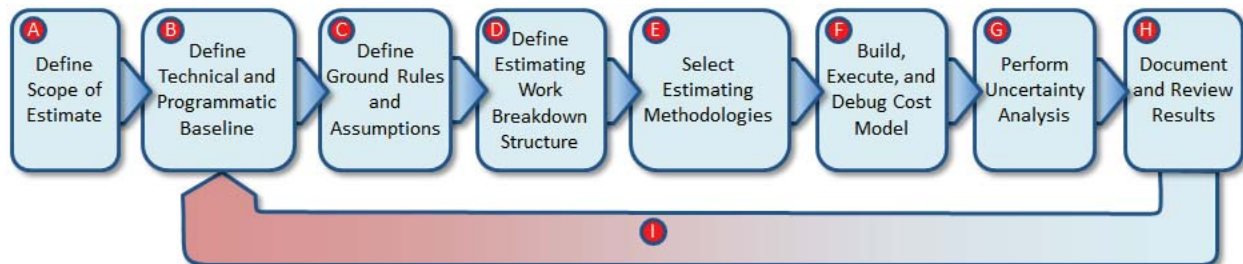 A
Define
Scope of
Estimate
B
Define
Technical and
Programmatic
Baseline
C
Define
Ground Rules
and
Assumptions
D
Define
Estimating
Work
Breakdown
Structure
E
Select
Estimating
Methodologies
F
Build,
Execute, and
Debug Cost
Model
G
Perform
Uncertainty
Analysis
H
Document
and Review
Results
I